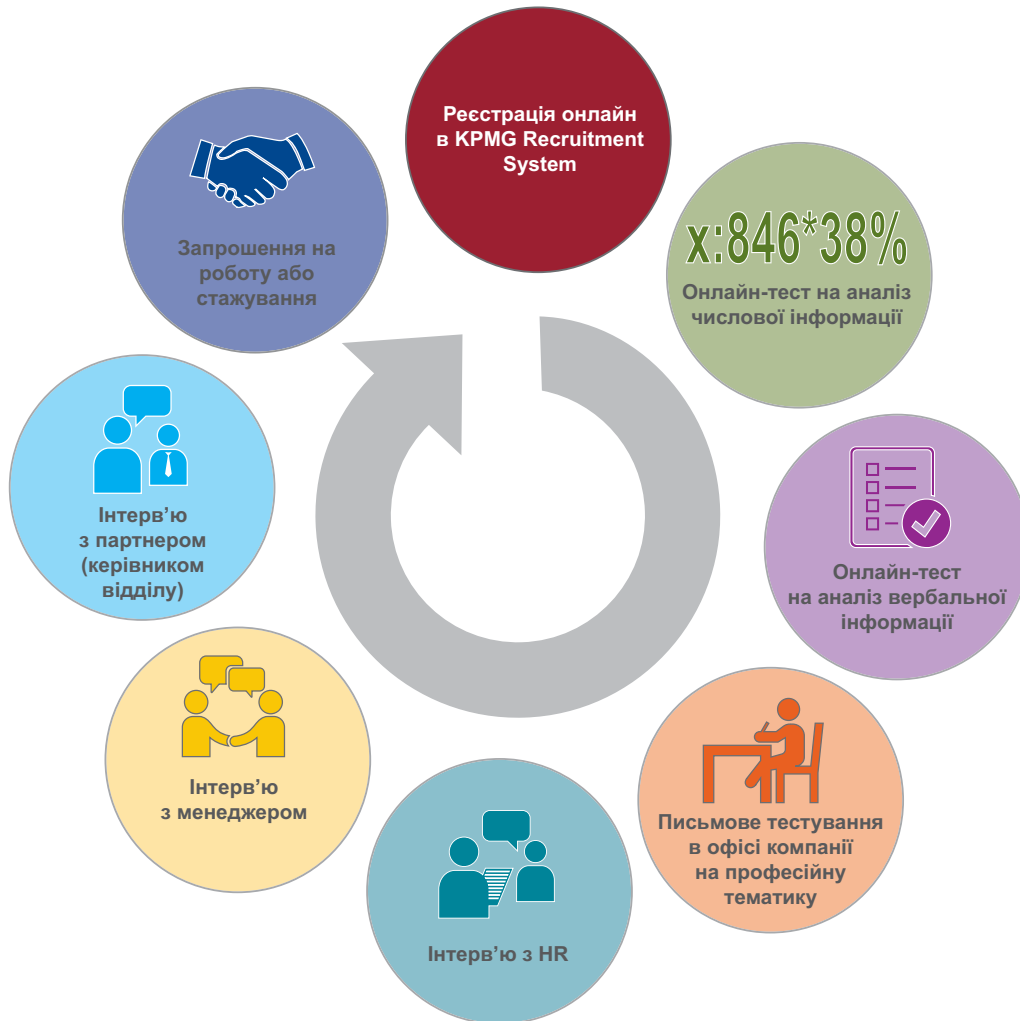 Реєстрація онлайн
в KPMG Recruitment
System
x:846*38%
Онлайн-тест на аналіз
числової інформації
Онлайн-тест
на аналіз вербальної
інформації
Письмове тестування
в офісі компанії
на професійну
тематику
Інтерв’ю з HR
Інтерв’ю
з менеджером
Інтерв’ю
з партнером
(керівником
відділу)
Запрошення на
роботу або
стажування